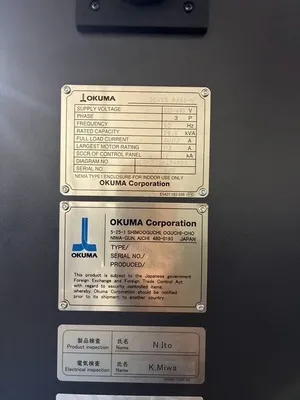 OKUMA
SUPPLY VOLTAGE V
PHASE 3 P
FREQUENCY Hz
RATED CAPACITY kVA
FULL LOAD CURRENT A
LARGEST MOTOR RATING A
SCCR OF CONTROL PANEL kA
DIAGRAM NO.
SERIAL NO.
NEMA TYPE 1 ENCLOSURE FOR INDOOR USE ONLY
OKUMA Corporation
OKUMA
OKUMA Corporation
5-25-1 SHIMOOGUCHI, OGUCHI-CHO
NIWA-GUN, AICHI 480-0193 JAPAN
TYPE/
SERIAL NO./
PRODUCED/
This product is subject to the Japanese government
Foreign Exchange and Foreign Trade Control Act
with regard to security controlled items;
whereby, Okuma Corporation should be notified
prior to its shipment to another country.
製品検査 氏名 N.Ito
Product inspection Name
電気検査 氏名 K.Miwa
Electrical inspection Name